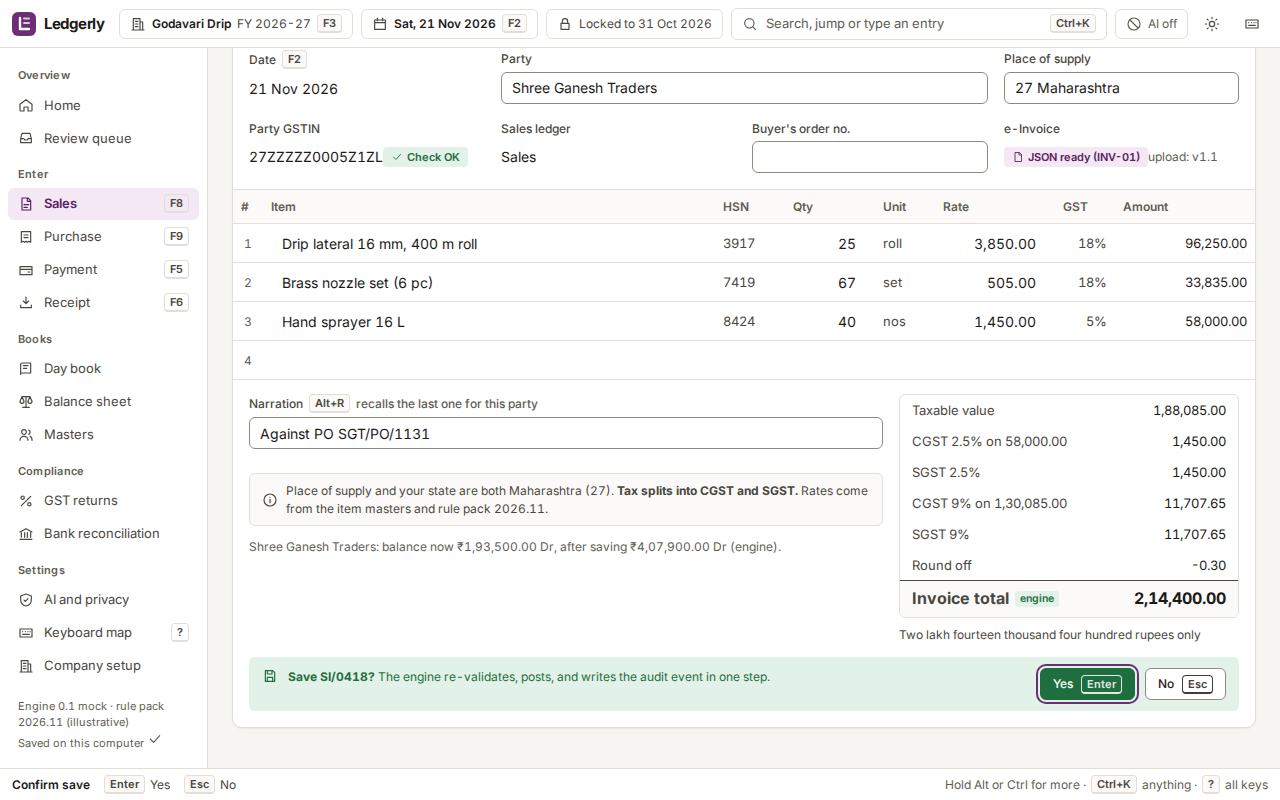 Ledgerly
Godavari Drip FY 2026-27 F3
Sat, 21 Nov 2026 F2
Locked to 31 Oct 2026
Search, jump or type an entry Ctrl+K
AI off
Overview
Home
Review queue
Enter
Sales F8
Purchase F9
Payment F5
Receipt F6
Books
Day book
Balance sheet
Masters
Compliance
GST returns
Bank reconciliation
Settings
AI and privacy
Keyboard map ?
Company setup
Engine 0.1 mock · rule pack
2026.11 (illustrative)
Saved on this computer
Date F2 Party Place of supply
21 Nov 2026 Shree Ganesh Traders 27 Maharashtra
Party GSTIN Sales ledger Buyer's order no. e-Invoice
27ZZZZZ0005Z1ZL Check OK Sales JSON ready (INV-01) upload: v1.1
# Item HSN Qty Unit Rate GST Amount
1 Drip lateral 16 mm, 400 m roll 3917 25 roll 3,850.00 18% 96,250.00
2 Brass nozzle set (6 pc) 7419 67 set 505.00 18% 33,835.00
3 Hand sprayer 16 L 8424 40 nos 1,450.00 5% 58,000.00
4
Narration Alt+R recalls the last one for this party
Against PO SGT/PO/1131
Place of supply and your state are both Maharashtra (27). Tax splits into CGST and SGST. Rates come
from the item masters and rule pack 2026.11.
Shree Ganesh Traders: balance now ₹1,93,500.00 Dr, after saving ₹4,07,900.00 Dr (engine).
Taxable value 1,88,085.00
CGST 2.5% on 58,000.00 1,450.00
SGST 2.5% 1,450.00
CGST 9% on 1,30,085.00 11,707.65
SGST 9% 11,707.65
Round off -0.30
Invoice total engine 2,14,400.00
Two lakh fourteen thousand four hundred rupees only
Save SI/0418? The engine re-validates, posts, and writes the audit event in one step. Yes Enter No Esc
Confirm save Enter Yes Esc No Hold Alt or Ctrl for more · Ctrl+K anything · ? all keys